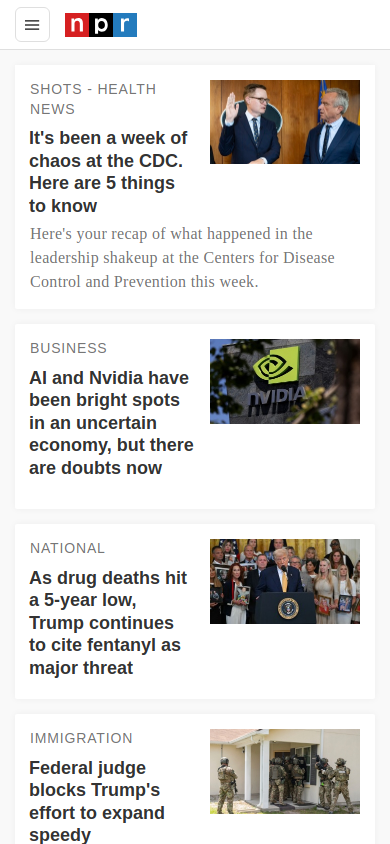 npr
SHOTS - HEALTH
NEWS
It's been a week of
chaos at the CDC.
Here are 5 things
to know
Here's your recap of what happened in the
leadership shakeup at the Centers for Disease
Control and Prevention this week.
BUSINESS
NVIDIA
AI and Nvidia have
been bright spots
in an uncertain
economy, but there
are doubts now
NATIONAL
As drug deaths hit
a 5-year low,
Trump continues
to cite fentanyl as
major threat
IMMIGRATION
Federal judge
blocks Trump's
effort to expand
speedy